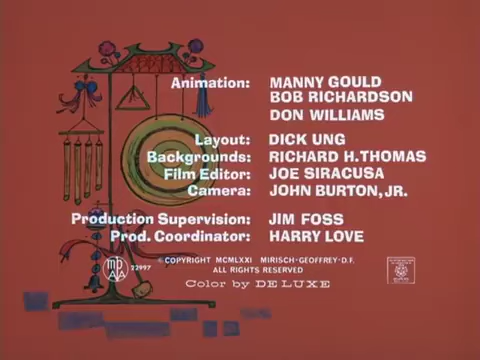 Animation: MANNY GOULD
BOB RICHARDSON
DON WILLIAMS
Layout: DICK UNG
Backgrounds: RICHARD H. THOMAS
Film Editor: JOE SIRACUSA
Camera: JOHN BURTON, JR.
Production Supervision: JIM FOSS
Prod. Coordinator: HARRY LOVE
©COPYRIGHT MCMLXXI MIRISCH-GEOFFREY-D.F.
22997
ALL RIGHTS RESERVED
Color by DE LUXE